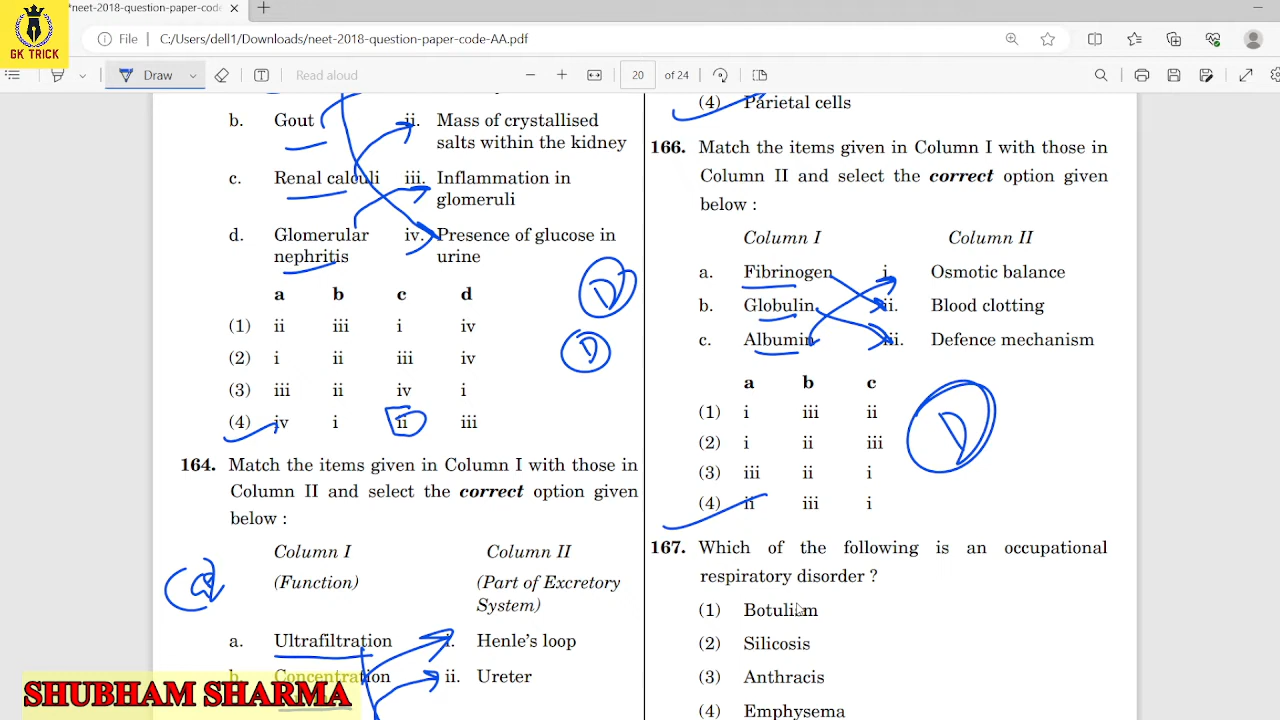 *neet-2018-question-paper-code-
File
C:/Users/dell1/Downloads/neet-2018-question-paper-code-AA.pdf
GK TRICK
Draw
Read aloud
20 of 24
b. Gout ii. Mass of crystallised
salts within the kidney
c. Renal calculi iii. Inflammation in
glomeruli
d. Glomerular iv. Presence of glucose in
nephritis urine
a b c d
(1) ii iii i iv
(2) i ii iii iv
(3) iii ii iv i
(4) iv i ii iii
D
D
164. Match the items given in Column I with those in
Column II and select the correct option given
below :
Column I Column II
(Function) (Part of Excretory
System)
a. Ultrafiltration i. Henle's loop
b. Concentration ii. Ureter
(4) Parietal cells
166. Match the items given in Column I with those in
Column II and select the correct option given
below :
Column I Column II
a. Fibrinogen i. Osmotic balance
b. Globulin ii. Blood clotting
c. Albumin iii. Defence mechanism
a b c
(1) i iii ii
(2) i ii iii
(3) iii ii i
(4) ii iii i
D
167. Which of the following is an occupational
respiratory disorder ?
(1) Botulism
(2) Silicosis
(3) Anthracis
(4) Emphysema
SHUBHAM SHARMA